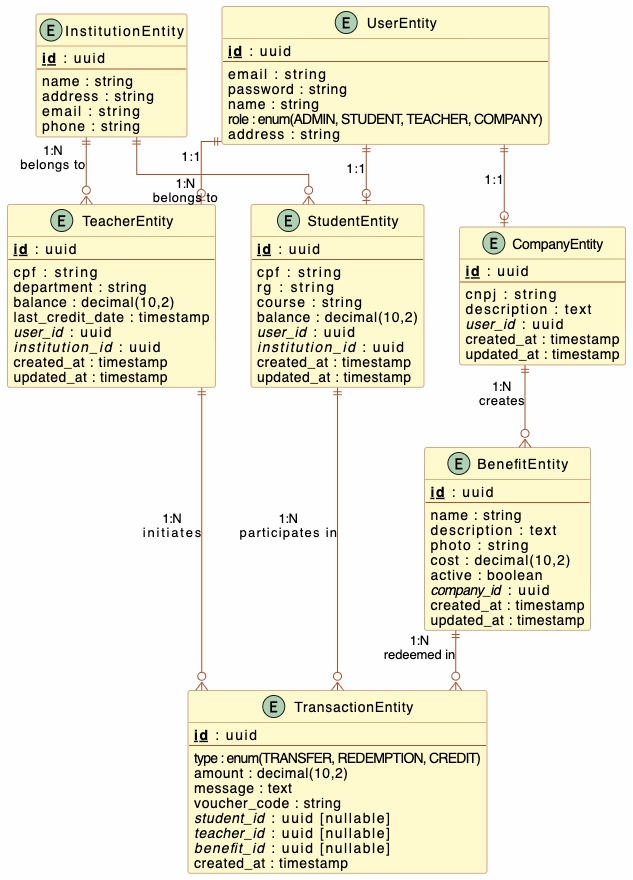 E InstitutionEntity
id : uuid
name : string
address : string
email : string
phone : string
E UserEntity
id : uuid
email : string
password : string
name : string
role : enum(ADMIN, STUDENT, TEACHER, COMPANY)
address : string
1:N
belongs to
1:N
belongs to
1:1
1:1
1:1
E TeacherEntity
id : uuid
cpf : string
department : string
balance : decimal(10,2)
last_credit_date : timestamp
user_id : uuid
institution_id : uuid
created_at : timestamp
updated_at : timestamp
E StudentEntity
id : uuid
cpf : string
rg : string
course : string
balance : decimal(10,2)
user_id : uuid
institution_id : uuid
created_at : timestamp
updated_at : timestamp
E CompanyEntity
id : uuid
cnpj : string
description : text
user_id : uuid
created_at : timestamp
updated_at : timestamp
1:N
creates
E BenefitEntity
id : uuid
name : string
description : text
photo : string
cost : decimal(10,2)
active : boolean
company_id : uuid
created_at : timestamp
updated_at : timestamp
1:N
initiates
1:N
participates in
1:N
redeemed in
E TransactionEntity
id : uuid
type : enum(TRANSFER, REDEMPTION, CREDIT)
amount : decimal(10,2)
message : text
voucher_code : string
student_id : uuid [nullable]
teacher_id : uuid [nullable]
benefit_id : uuid [nullable]
created_at : timestamp